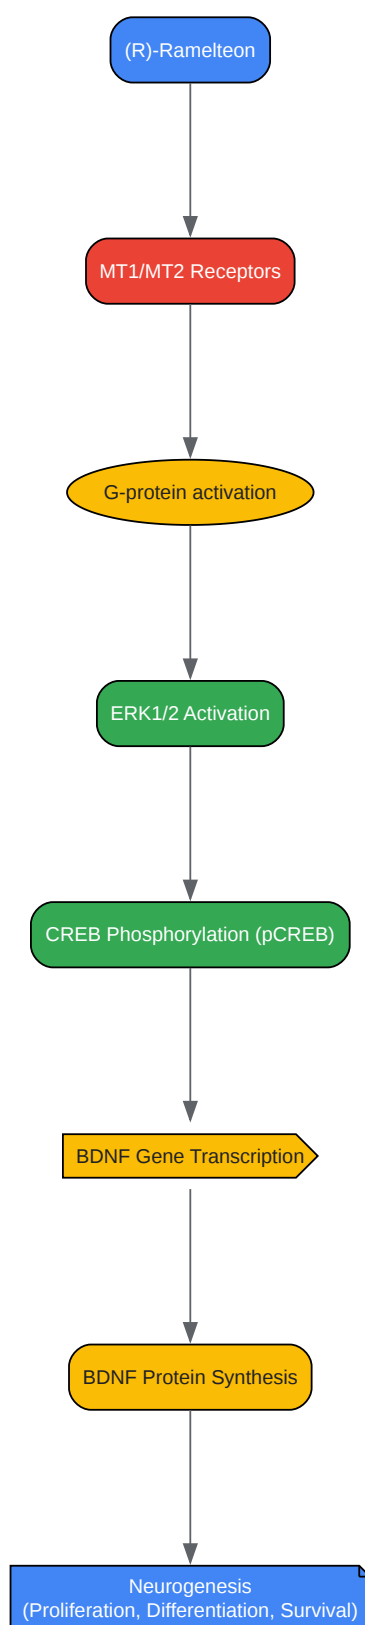 (R)-Ramelteon
MT1/MT2 Receptors
G-protein activation
ERK1/2 Activation
CREB Phosphorylation (pCREB)
BDNF Gene Transcription
BDNF Protein Synthesis
Neurogenesis
(Proliferation, Differentiation, Survival)